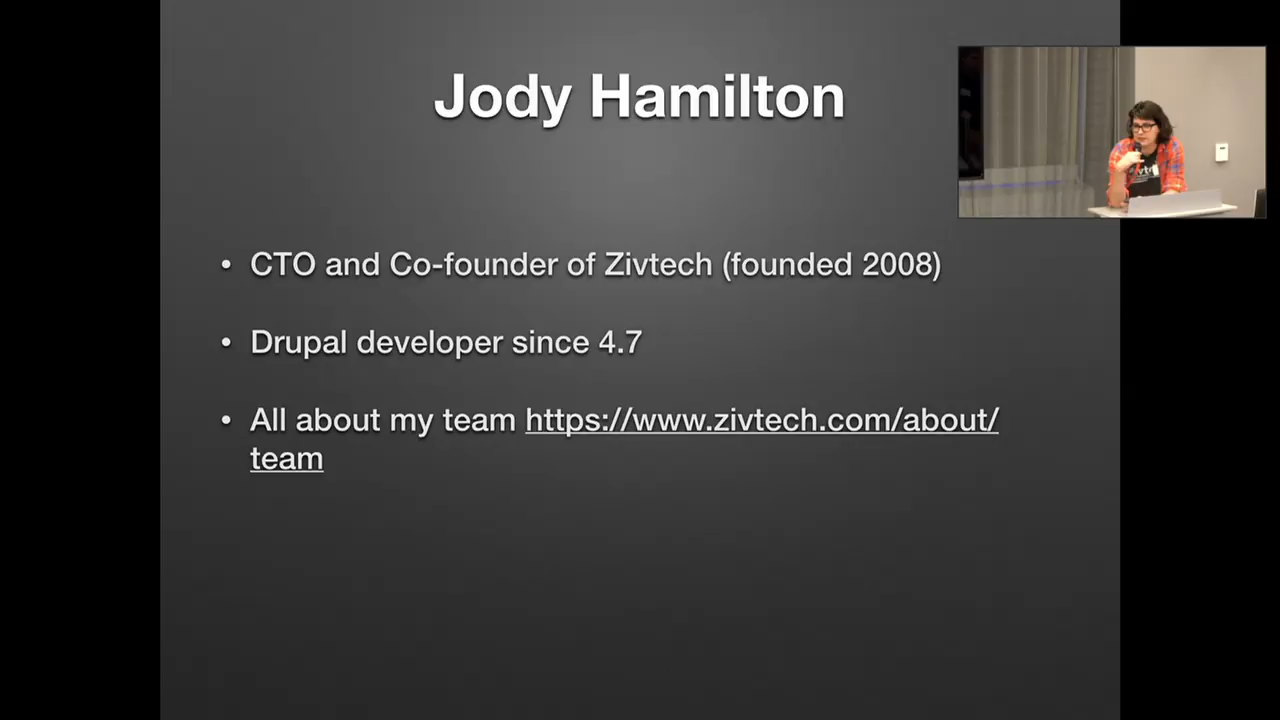 Jody Hamilton
• CTO and Co-founder of Zivtech (founded 2008)
• Drupal developer since 4.7
• All about my team https://www.zivtech.com/about/
team